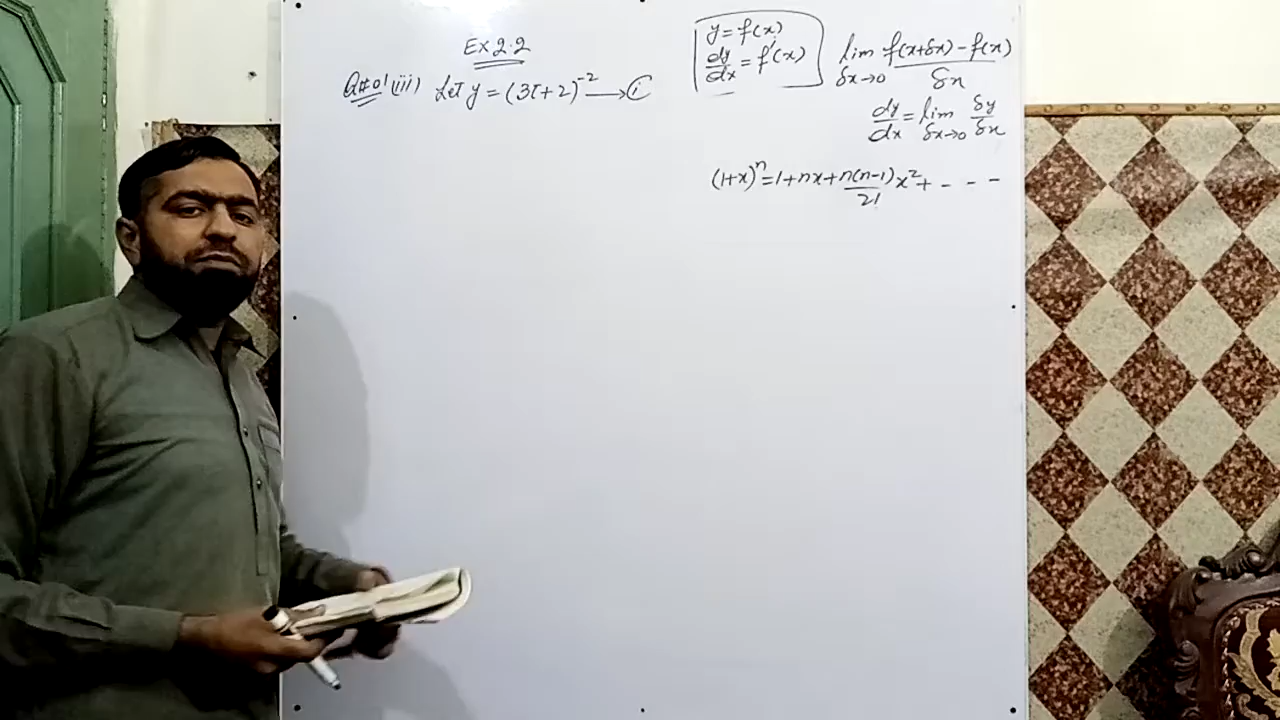 Ex 2.2
Q#01 (iii) Let y = (3t+2)^-2 ⟶ (i)
y = f(x)
dy/dx = f'(x)
lim δx→0 f(x+δx) - f(x) / δx
dy/dx = lim δx→0 δy/δx
(1+x)^n = 1 + nx + n(n-1)/2! x^2 + - - -